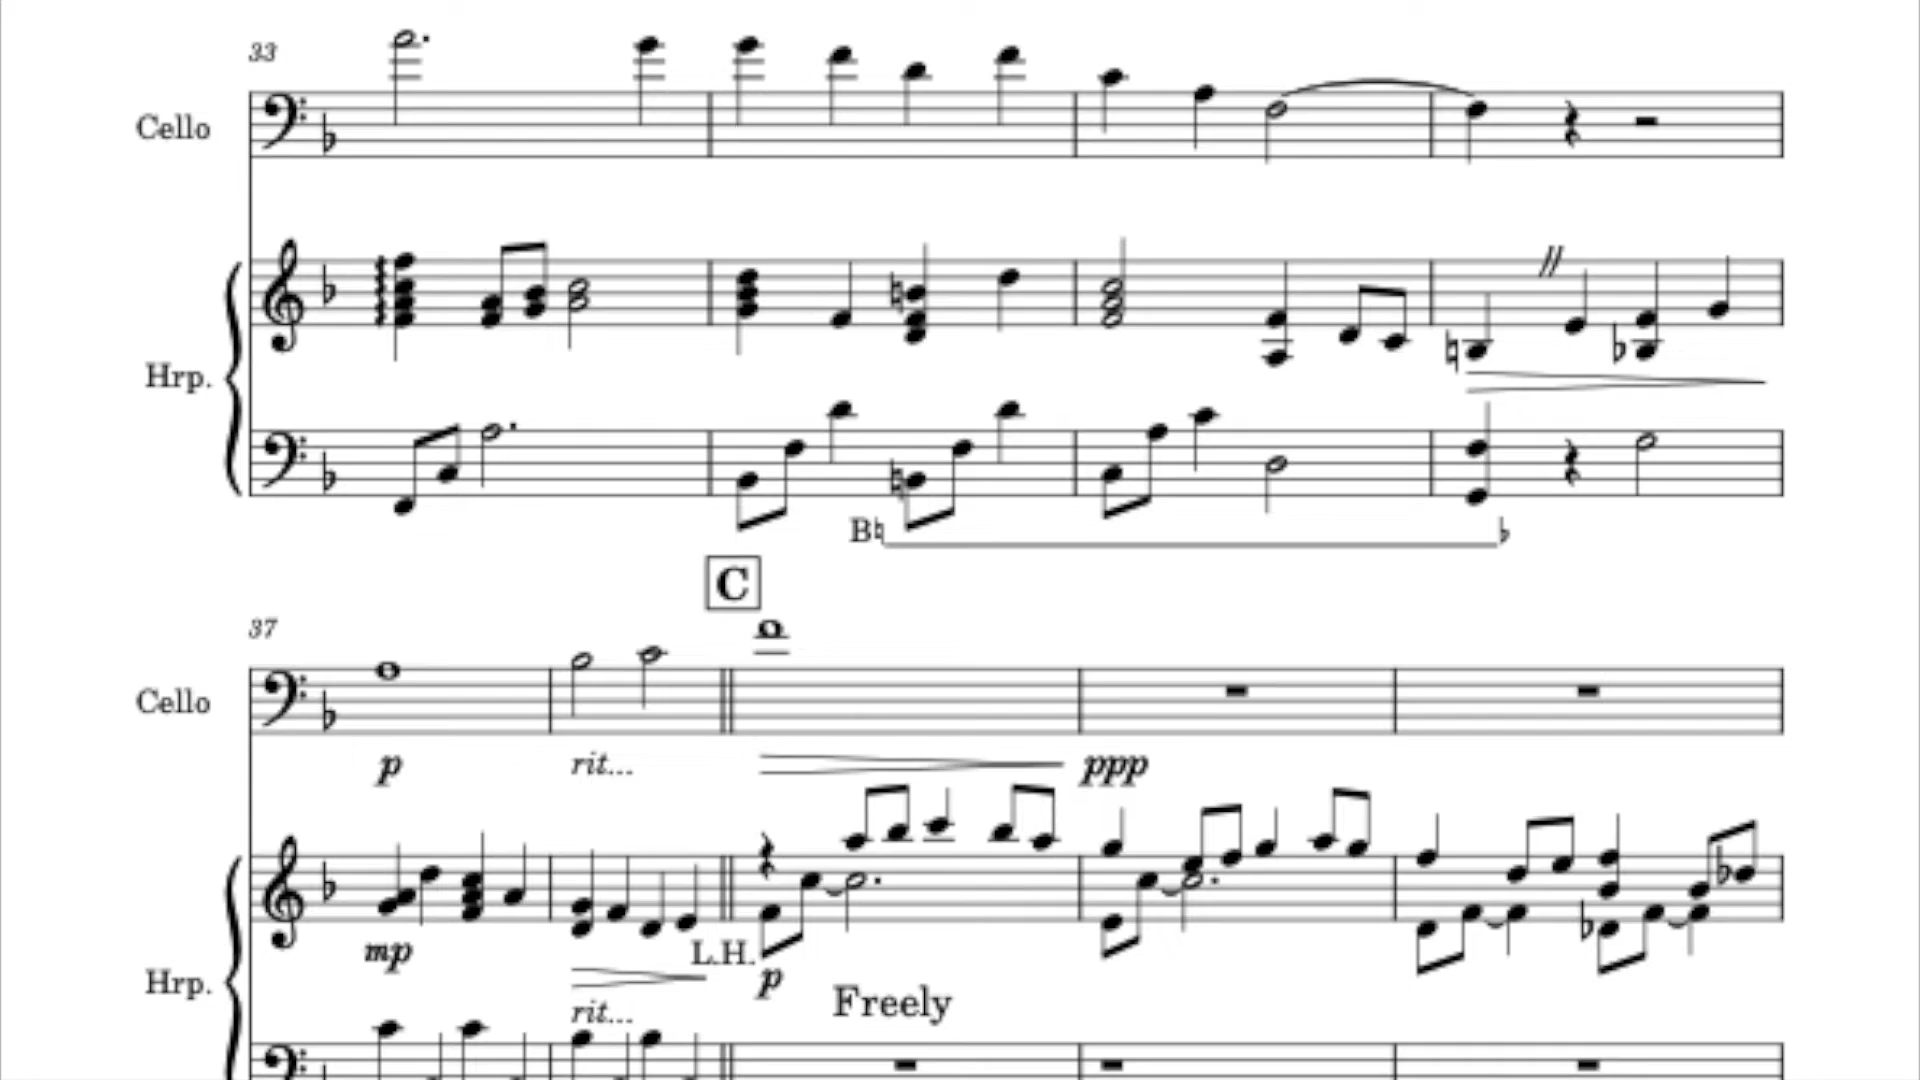 33
Cello
Hrp.
B♮ ♭
C
37
Cello
p rit... ppp
mp L.H. p
Hrp.
rit... Freely